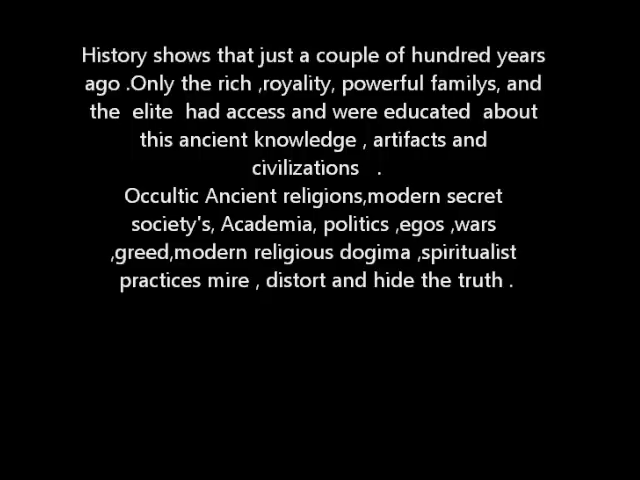 History shows that just a couple of hundred years
ago .Only the rich ,royality, powerful familys, and
the  elite  had access and were educated  about
this ancient knowledge , artifacts and
civilizations   .
Occultic Ancient religions,modern secret
society's, Academia, politics ,egos ,wars
,greed,modern religious dogima ,spiritualist
practices mire , distort and hide the truth .